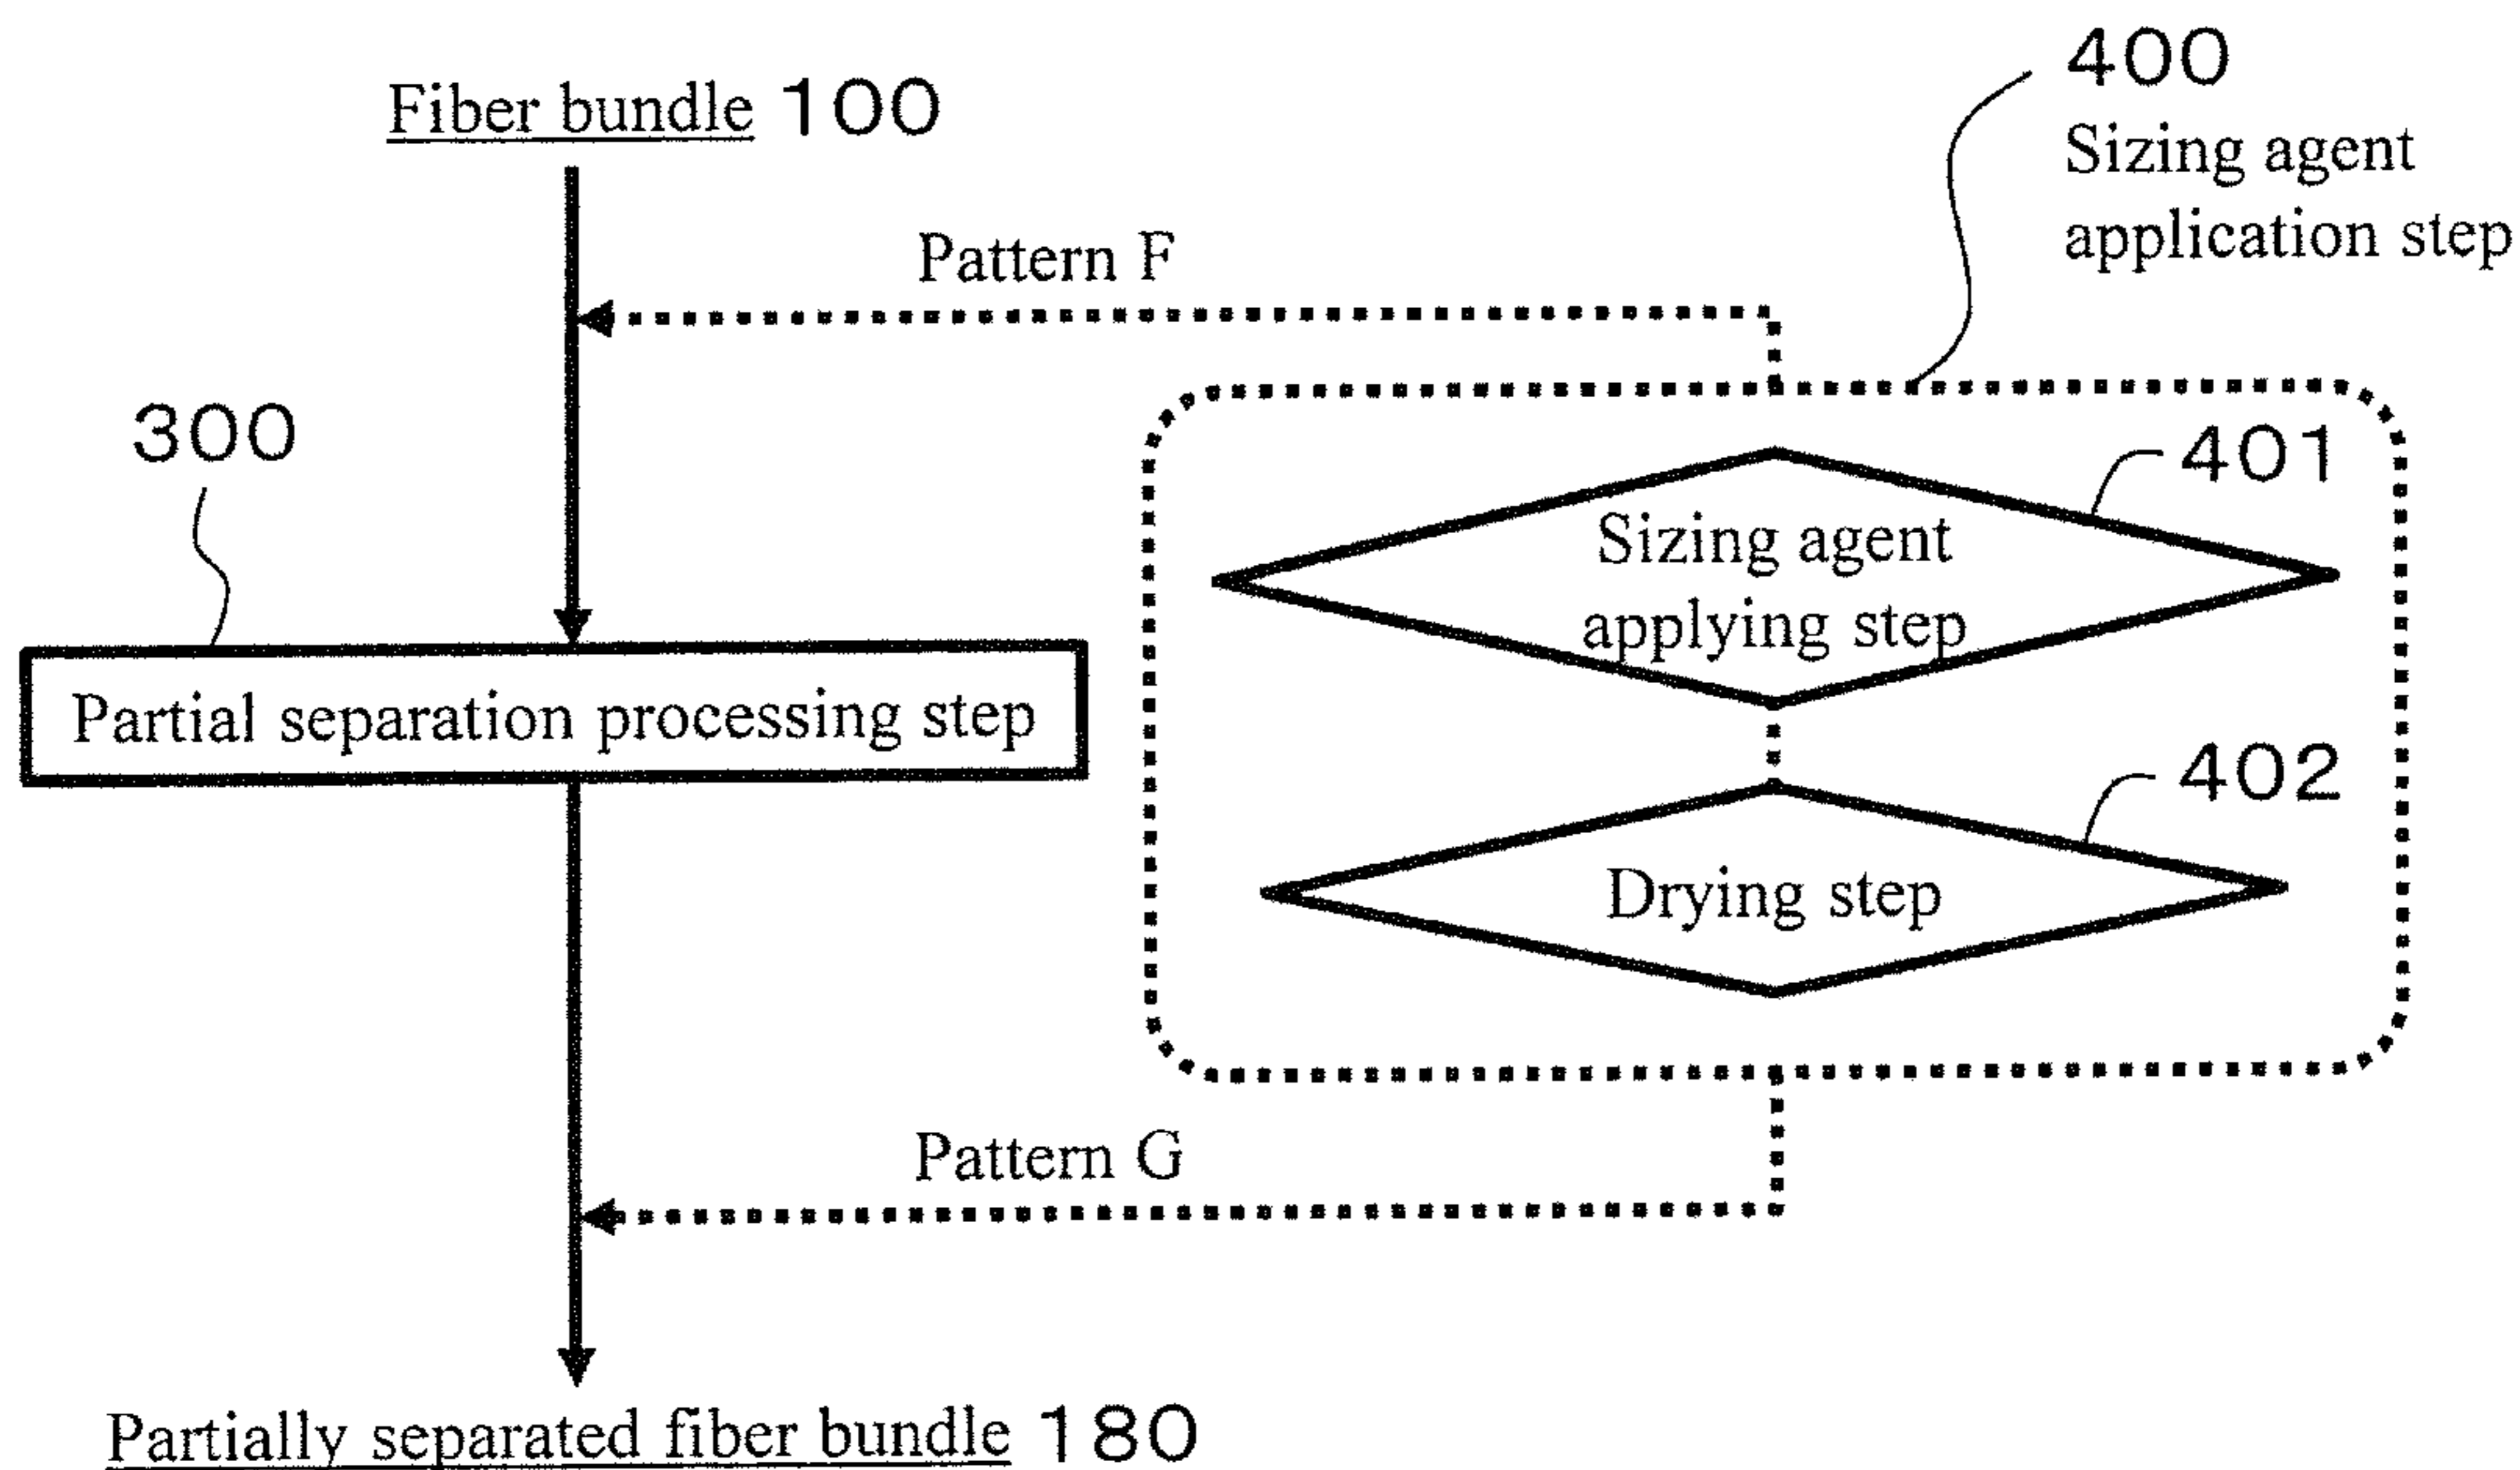 Fiber bundle 100
400
Sizing agent
application step
Pattern F
300
401
Sizing agent
applying step
Partial separation processing step
402
Drying step
Pattern G
Partially separated fiber bundle 180